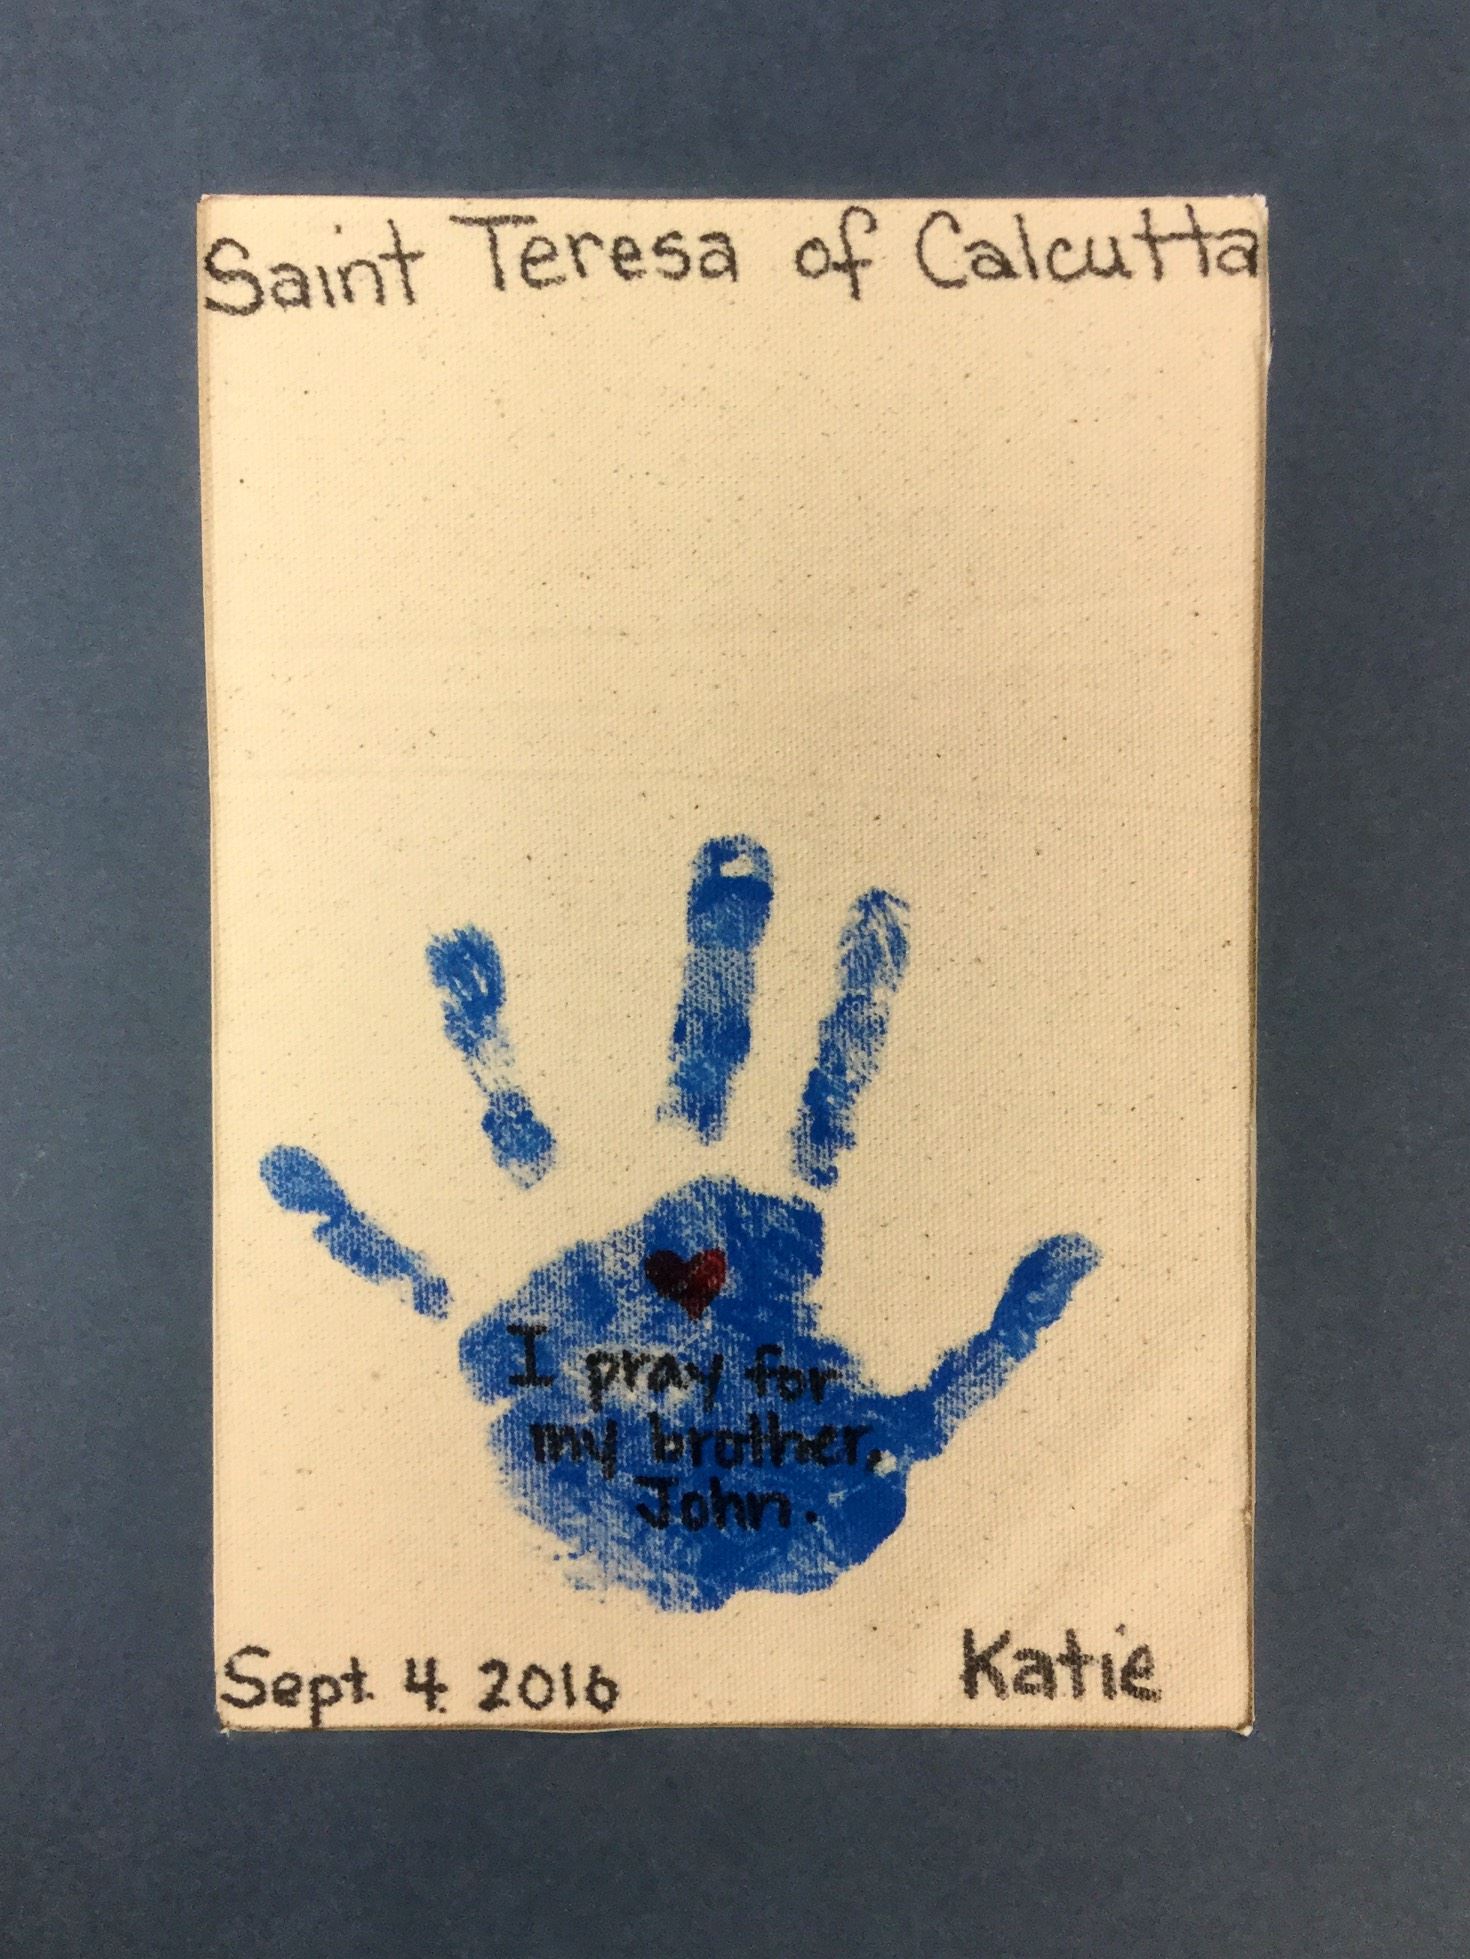 Saint Teresa of Calcutta
I pray for
my brother,
John.
Sept. 4. 2016
Katie